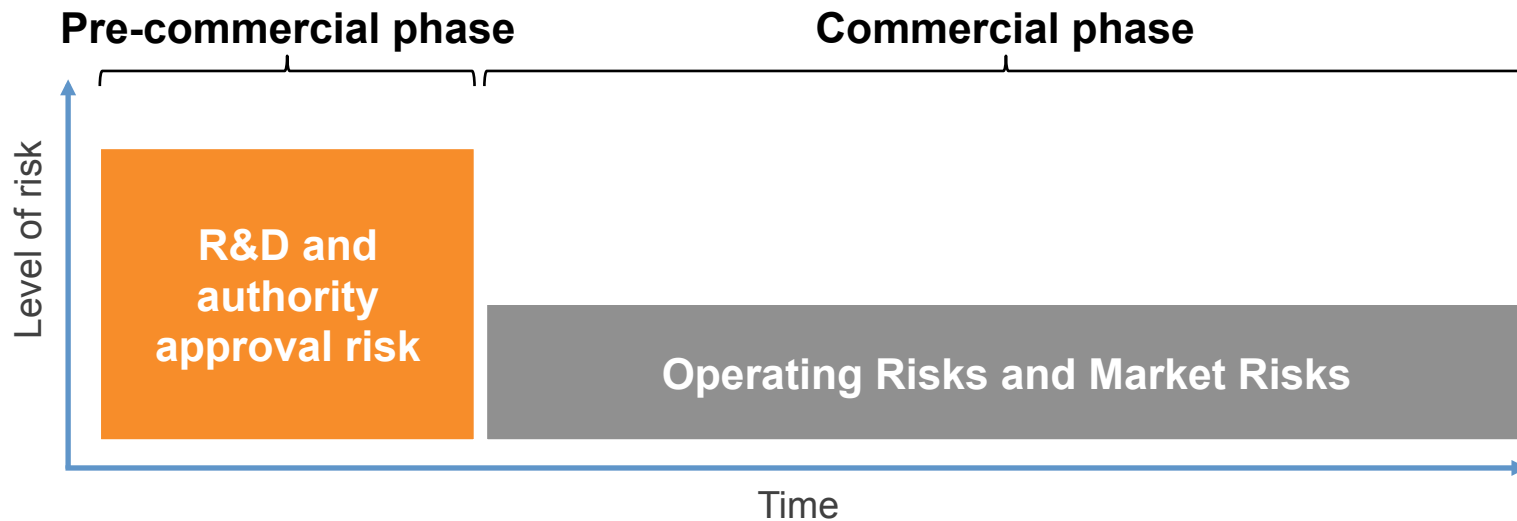 Pre-commercial phase
Commercial phase
Level of risk
R&D and
authority
approval risk
Operating Risks and Market Risks
Time